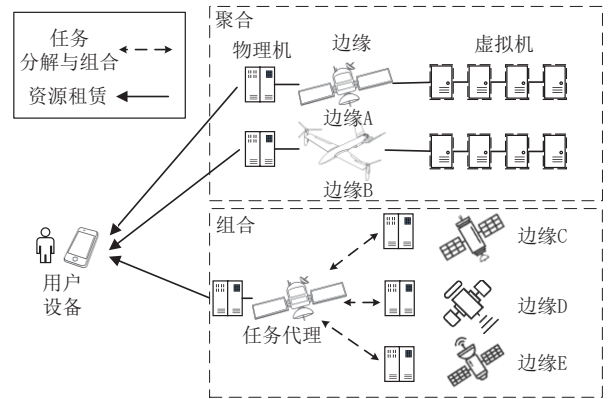 任务
分解与组合
资源租赁
聚合
物理机
边缘
虚拟机
边缘A
边缘B
组合
边缘C
任务代理
边缘D
边缘E
用户
设备